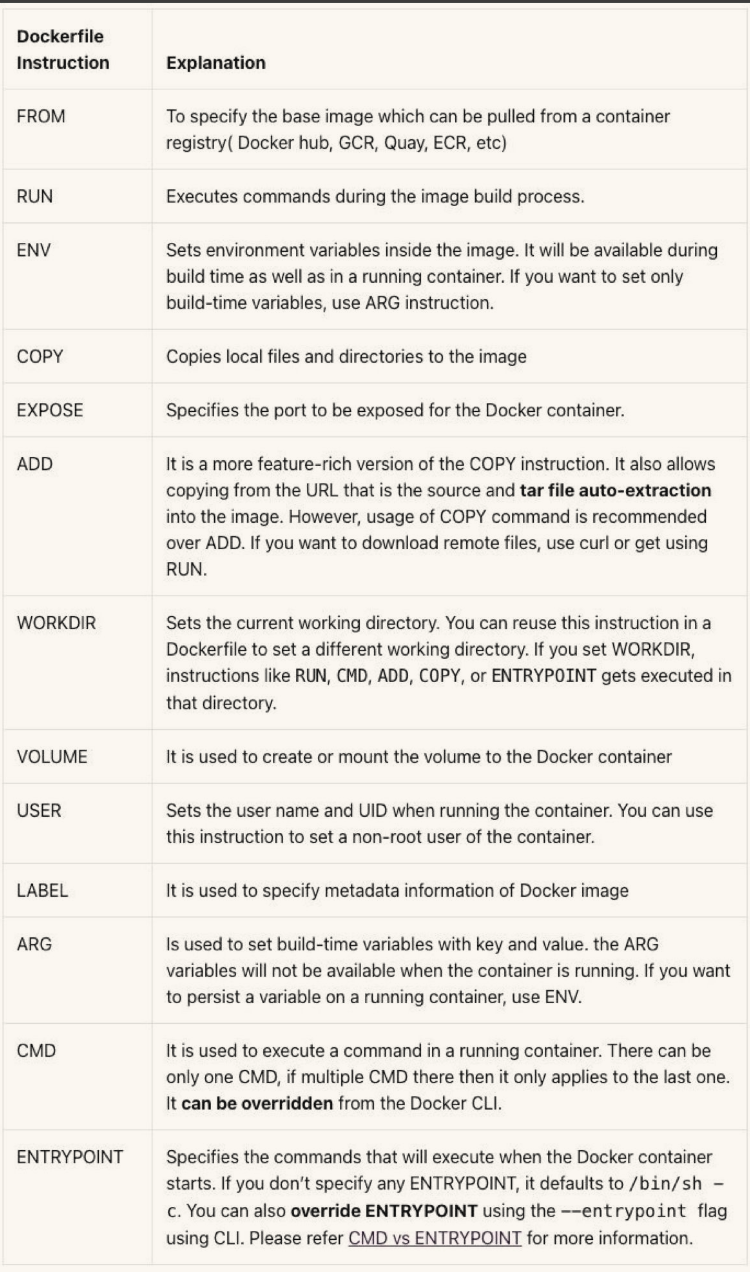 Dockerfile
Instruction
Explanation
FROM
To specify the base image which can be pulled from a container
registry( Docker hub, GCR, Quay, ECR, etc)
RUN
Executes commands during the image build process.
ENV
Sets environment variables inside the image. It will be available during
build time as well as in a running container. If you want to set only
build-time variables, use ARG instruction.
COPY
Copies local files and directories to the image
EXPOSE
Specifies the port to be exposed for the Docker container.
ADD
It is a more feature-rich version of the COPY instruction. It also allows
copying from the URL that is the source and tar file auto-extraction
into the image. However, usage of COPY command is recommended
over ADD. If you want to download remote files, use curl or get using
RUN.
WORKDIR
Sets the current working directory. You can reuse this instruction in a
Dockerfile to set a different working directory. If you set WORKDIR,
instructions like RUN, CMD, ADD, COPY, or ENTRYPOINT gets executed in
that directory.
VOLUME
It is used to create or mount the volume to the Docker container
USER
Sets the user name and UID when running the container. You can use
this instruction to set a non-root user of the container.
LABEL
It is used to specify metadata information of Docker image
ARG
Is used to set build-time variables with key and value. the ARG
variables will not be available when the container is running. If you want
to persist a variable on a running container, use ENV.
CMD
It is used to execute a command in a running container. There can be
only one CMD, if multiple CMD there then it only applies to the last one.
It can be overridden from the Docker CLI.
ENTRYPOINT
Specifies the commands that will execute when the Docker container
starts. If you don't specify any ENTRYPOINT, it defaults to /bin/sh -
c. You can also override ENTRYPOINT using the --entrypoint flag
using CLI. Please refer CMD vs ENTRYPOINT for more information.